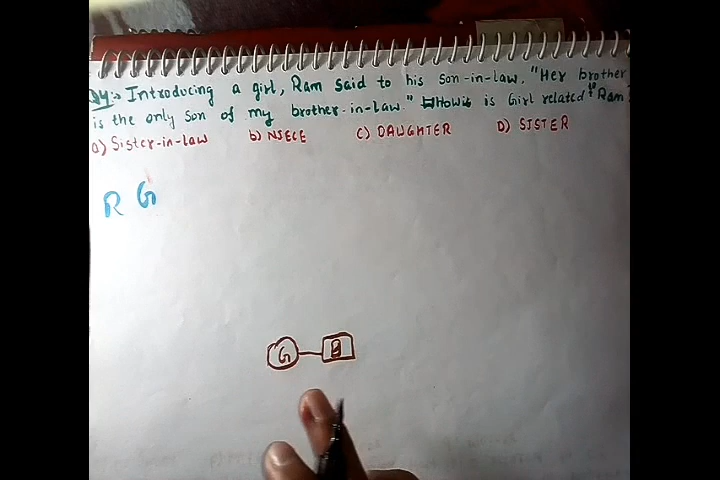 Q4:→ Introducing a girl, Ram said to his son-in-law, "Her brother
is the only son of my brother-in-law." How is Girl related to Ram
a) Sister-in-law b) NSECE C) DAUGHTER D) SISTER
R G
G B